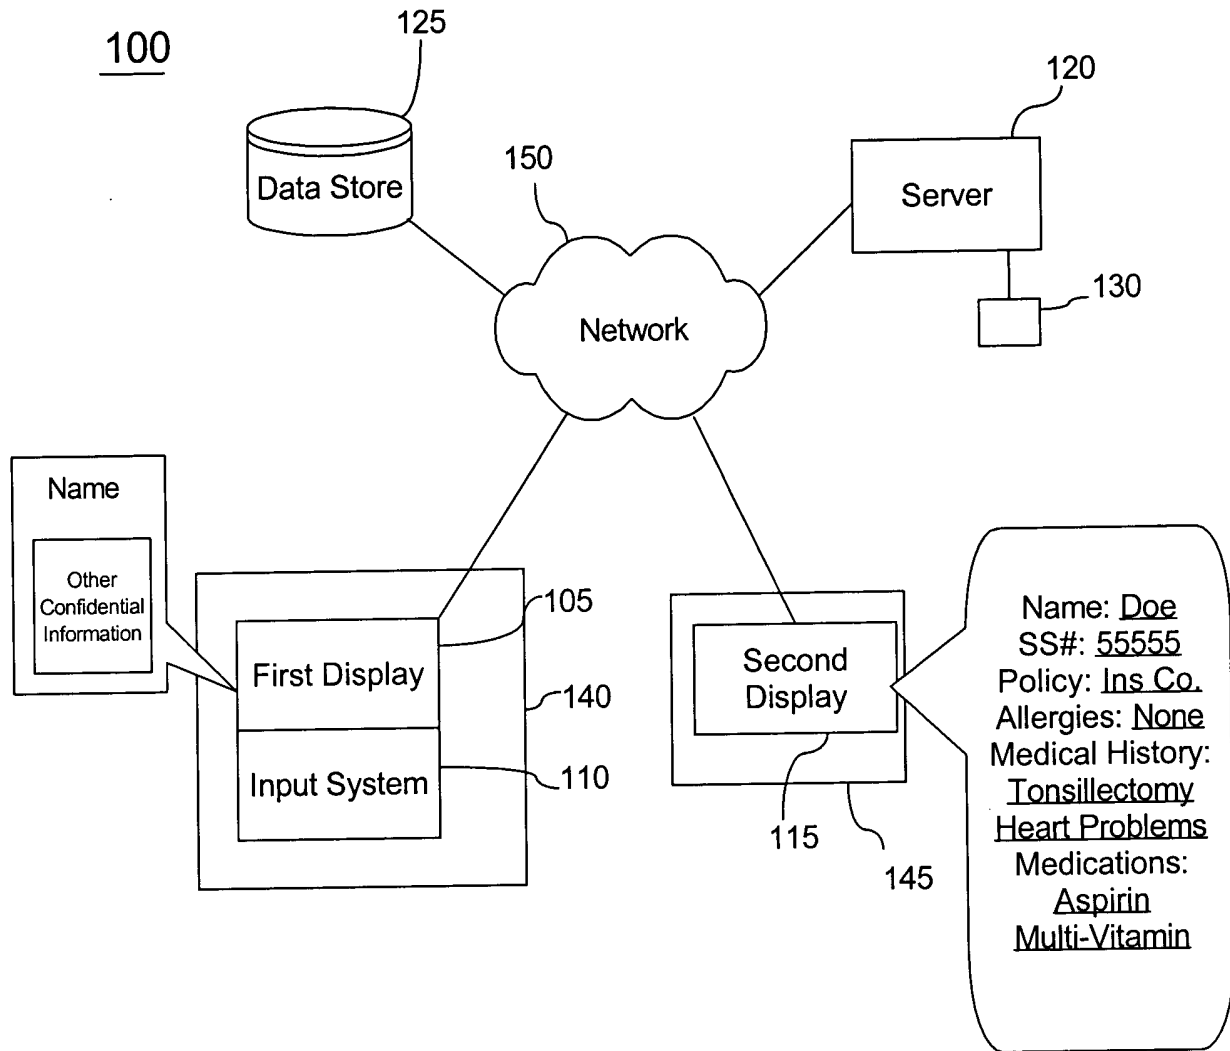 100
125
Data Store
150
120
Server
130
Network
Name
Other
Confidential
Information
105
First Display
140
Input System
110
Second
Display
115
145
Name: Doe
SS#: 55555
Policy: Ins Co.
Allergies: None
Medical History:
Tonsillectomy
Heart Problems
Medications:
Aspirin
Multi-Vitamin